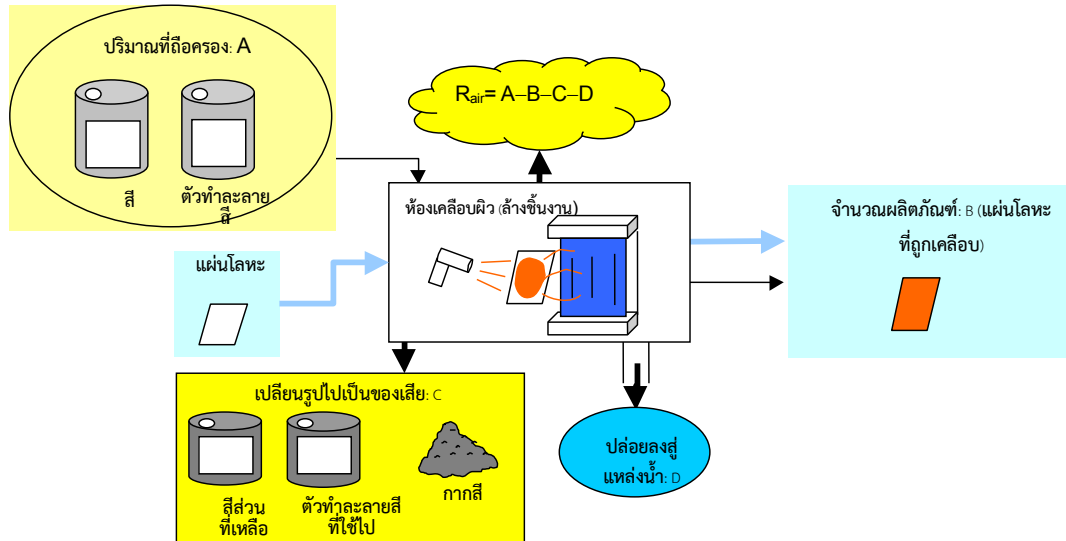 ปริมาณที่ถือครอง: A
สี
ตัวทำละลาย
สี
R_air= A–B–C–D
ห้องเคลือบผิว (ล้างชิ้นงาน)
จำนวณผลิตภัณฑ์: B (แผ่นโลหะ
ที่ถูกเคลือบ)
แผ่นโลหะ
เปลี่ยนรูปไปเป็นของเสีย: C
สีส่วน
ที่เหลือ
ตัวทำละลายสี
ที่ใช้ไป
กากสี
ปล่อยลงสู่
แหล่งน้ำ: D